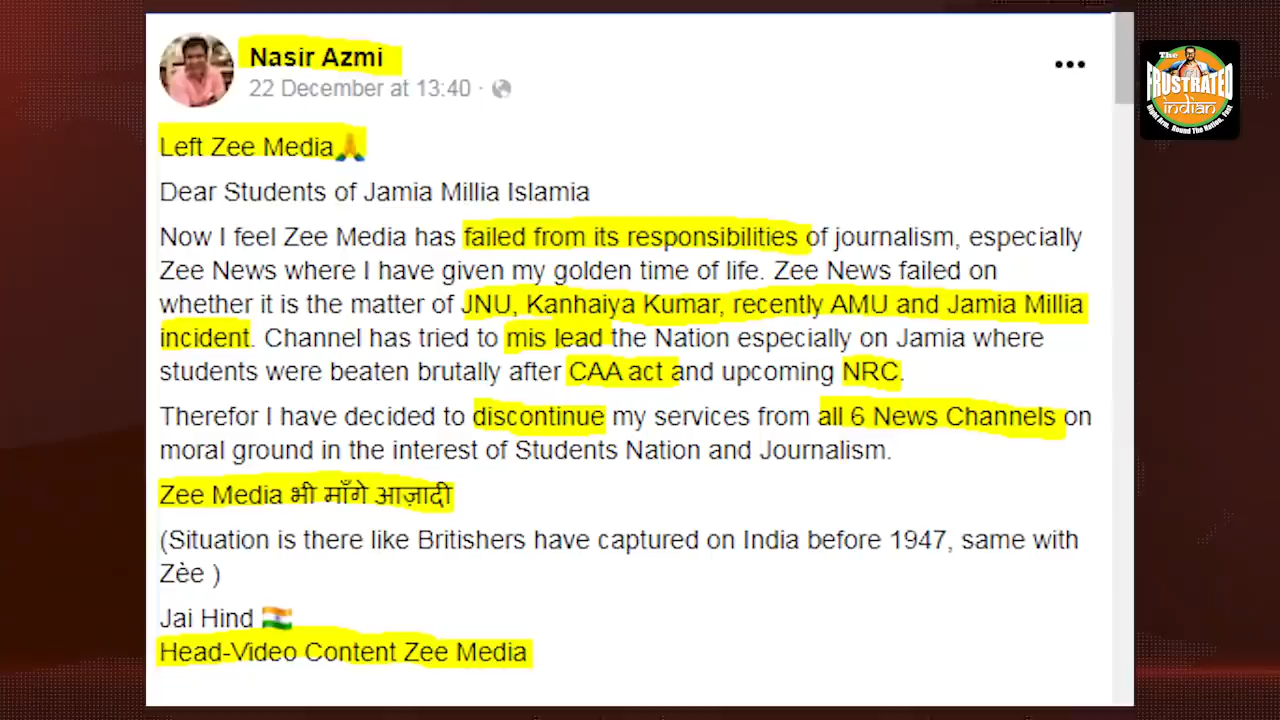 Nasir Azmi
22 December at 13:40 ·
Left Zee Media🙏
Dear Students of Jamia Millia Islamia
Now I feel Zee Media has failed from its responsibilities of journalism, especially
Zee News where I have given my golden time of life. Zee News failed on
whether it is the matter of JNU, Kanhaiya Kumar, recently AMU and Jamia Millia
incident. Channel has tried to mis lead the Nation especially on Jamia where
students were beaten brutally after CAA act and upcoming NRC.
Therefor I have decided to discontinue my services from all 6 News Channels on
moral ground in the interest of Students Nation and Journalism.
Zee Media भी माँगे आज़ादी
(Situation is there like Britishers have captured on India before 1947, same with
Zèe )
Jai Hind 🇮🇳
Head-Video Content Zee Media
The
FRUSTRATED
indian
Right Arm. Round The Nation. Fast